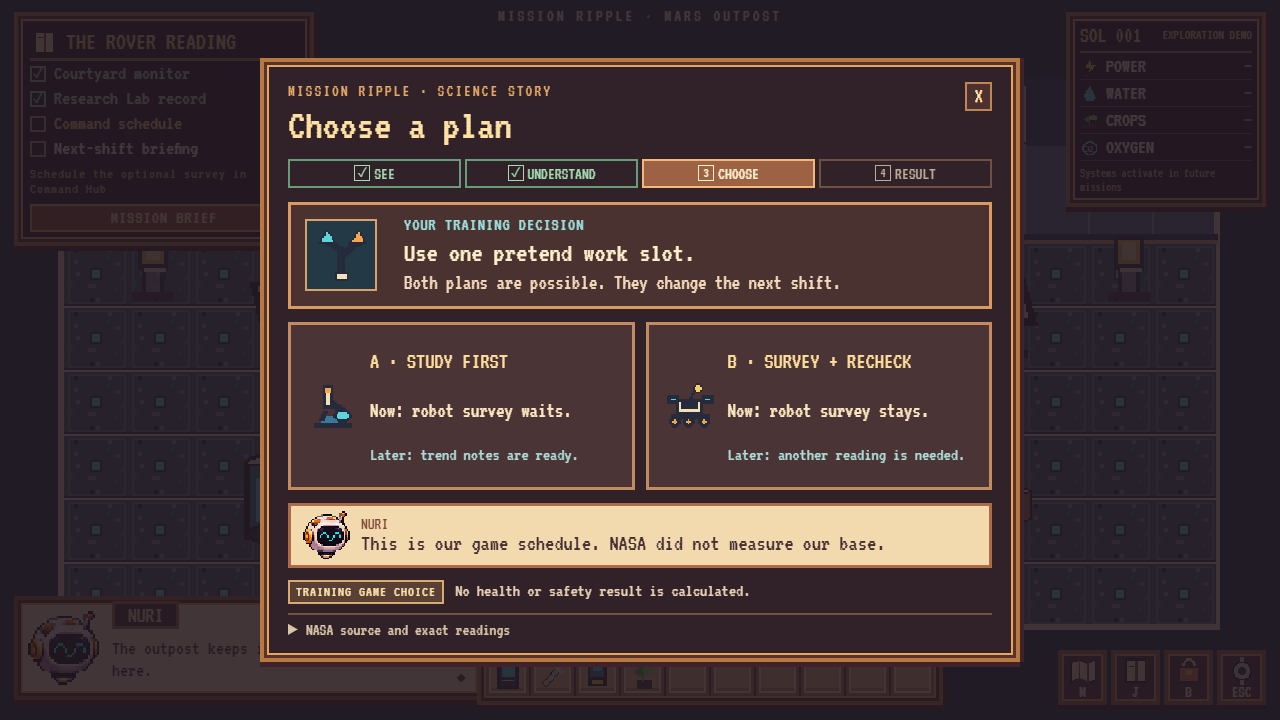 MISSION RIPPLE · MARS OUTPOST
THE ROVER READING
Courtyard monitor
Research Lab record
Command schedule
Next-shift briefing
Schedule the optional survey in
Command Hub
MISSION BRIEF
SOL 001 EXPLORATION DEMO
POWER –
WATER –
CROPS –
OXYGEN –
Systems activate in future
missions
MISSION RIPPLE · SCIENCE STORY
X
Choose a plan
SEE
UNDERSTAND
3 CHOOSE
4 RESULT
YOUR TRAINING DECISION
Use one pretend work slot.
Both plans are possible. They change the next shift.
A · STUDY FIRST
Now: robot survey waits.
Later: trend notes are ready.
B · SURVEY + RECHECK
Now: robot survey stays.
Later: another reading is needed.
NURI
This is our game schedule. NASA did not measure our base.
TRAINING GAME CHOICE No health or safety result is calculated.
▶ NASA source and exact readings
NURI
The outpost keeps
here.
J
B
ESC